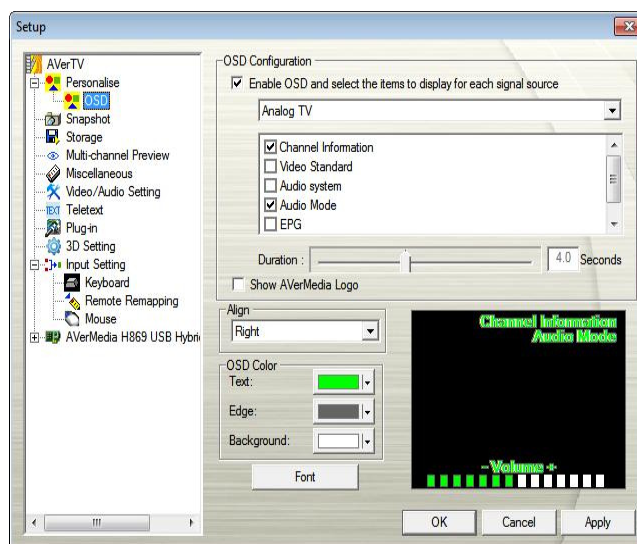 Setup
AVerTV
Personalise
OSD
Snapshot
Storage
Multi-channel Preview
Miscellaneous
Video/Audio Setting
TEXT Teletext
Plug-in
3D Setting
Input Setting
Keyboard
Remote Remapping
Mouse
AVerMedia H869 USB Hybri
OSD Configuration
Enable OSD and select the items to display for each signal source
Analog TV
Channel Information
Video Standard
Audio system
Audio Mode
EPG
Duration : 4.0 Seconds
Show AVerMedia Logo
Align
Right
OSD Color
Text:
Edge:
Background:
Font
Channel Information
Audio Mode
-Volume +
OK Cancel Apply